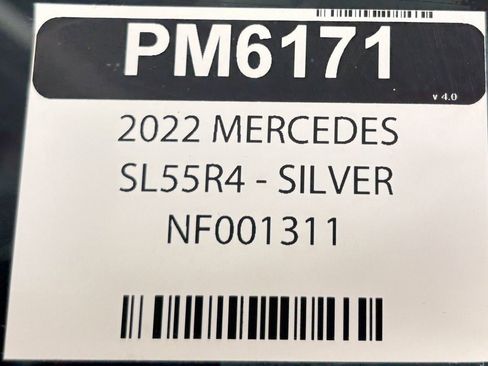 PM6171
v 4.0
2022 MERCEDES
SL55R4 - SILVER
NF001311